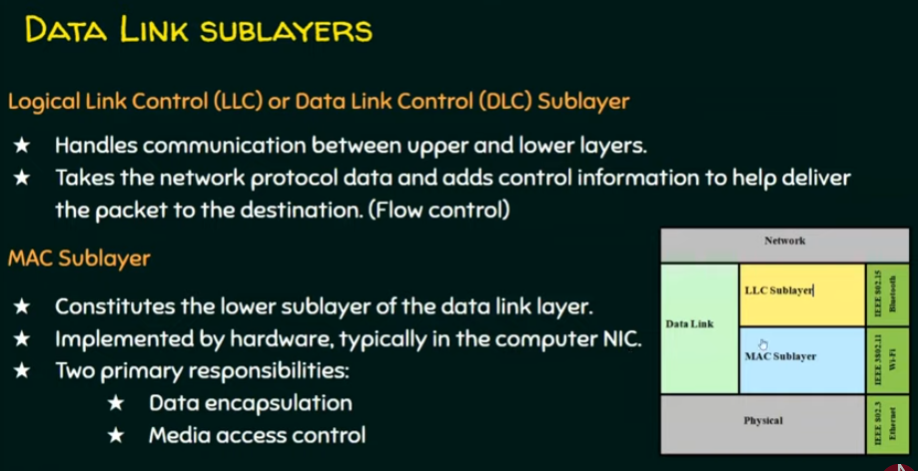 DATA LINK SUBLAYERS
Logical Link Control (LLC) or Data Link Control (DLC) Sublayer
★ Handles communication between upper and lower layers.
★ Takes the network protocol data and adds control information to help deliver
the packet to the destination. (Flow control)
MAC Sublayer
★ Constitutes the lower sublayer of the data link layer.
★ Implemented by hardware, typically in the computer NIC.
★ Two primary responsibilities:
★ Data encapsulation
★ Media access control
Network
Data Link
LLC Sublayer
MAC Sublayer
Physical
IEEE 802.15
Bluetooth
IEEE 3802.11
Wi-Fi
IEEE 802.3
Ethernet